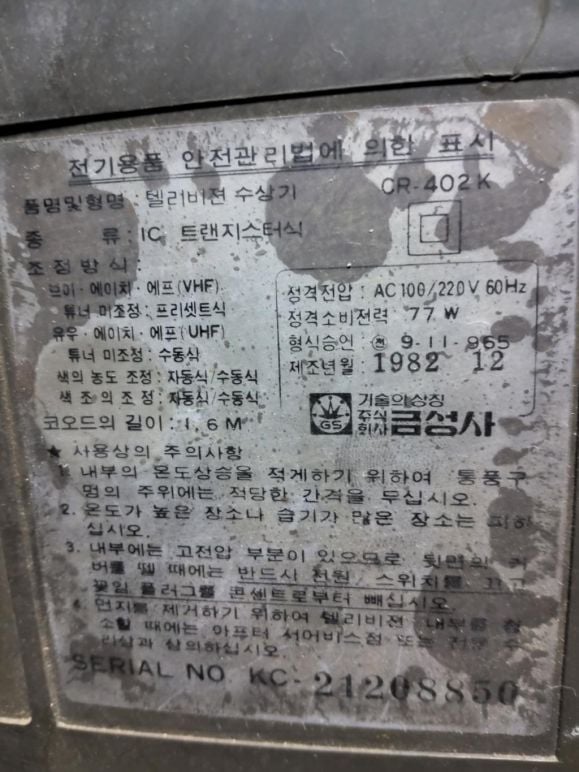 전기용품 안전관리법에 의한 표시
품명및형명 : 텔러비젼 수상기 CR-402K
종 류 : IC 트랜지스터식
조정방식 :
브이·에이치·에프(VHF)
튜너 미조정 : 프리셋트식
유우·에이치·에프(UHF)
튜너 미조정 : 수동식
색의 농도 조정 : 자동식/수동식
색 조의 조정 : 자동식/수동식
코오드의 길이 : 1.6M
정격전압 : AC 100/220V 60Hz
정격소비전력 : 77W
형식승인 : 9-11-965
제조년월 : 1982 12
GS 기술의상징
주식회사 금성사
★ 사용상의 주의사항
1. 내부의 온도상승을 적게하기 위하여 통풍구
멍의 주위에는 적당한 간격을 두십시오.
2. 온도가 높은 장소나 습기가 많은 장소는 피하
십시오.
3. 내부에는 고전압 부분이 있으므로 뒷면의 커
버를 뗄 때에는 반드시 전원 스위치를 끄고
꽂임 플러그를 콘센트로부터 빼십시오.
4. 먼지를 제거하기 위하여 텔리비젼 내부를 청
소할 때에는 아프터 서어비스점 또는 수
리상과 상의하십시오.
SERIAL NO. KC-21208850